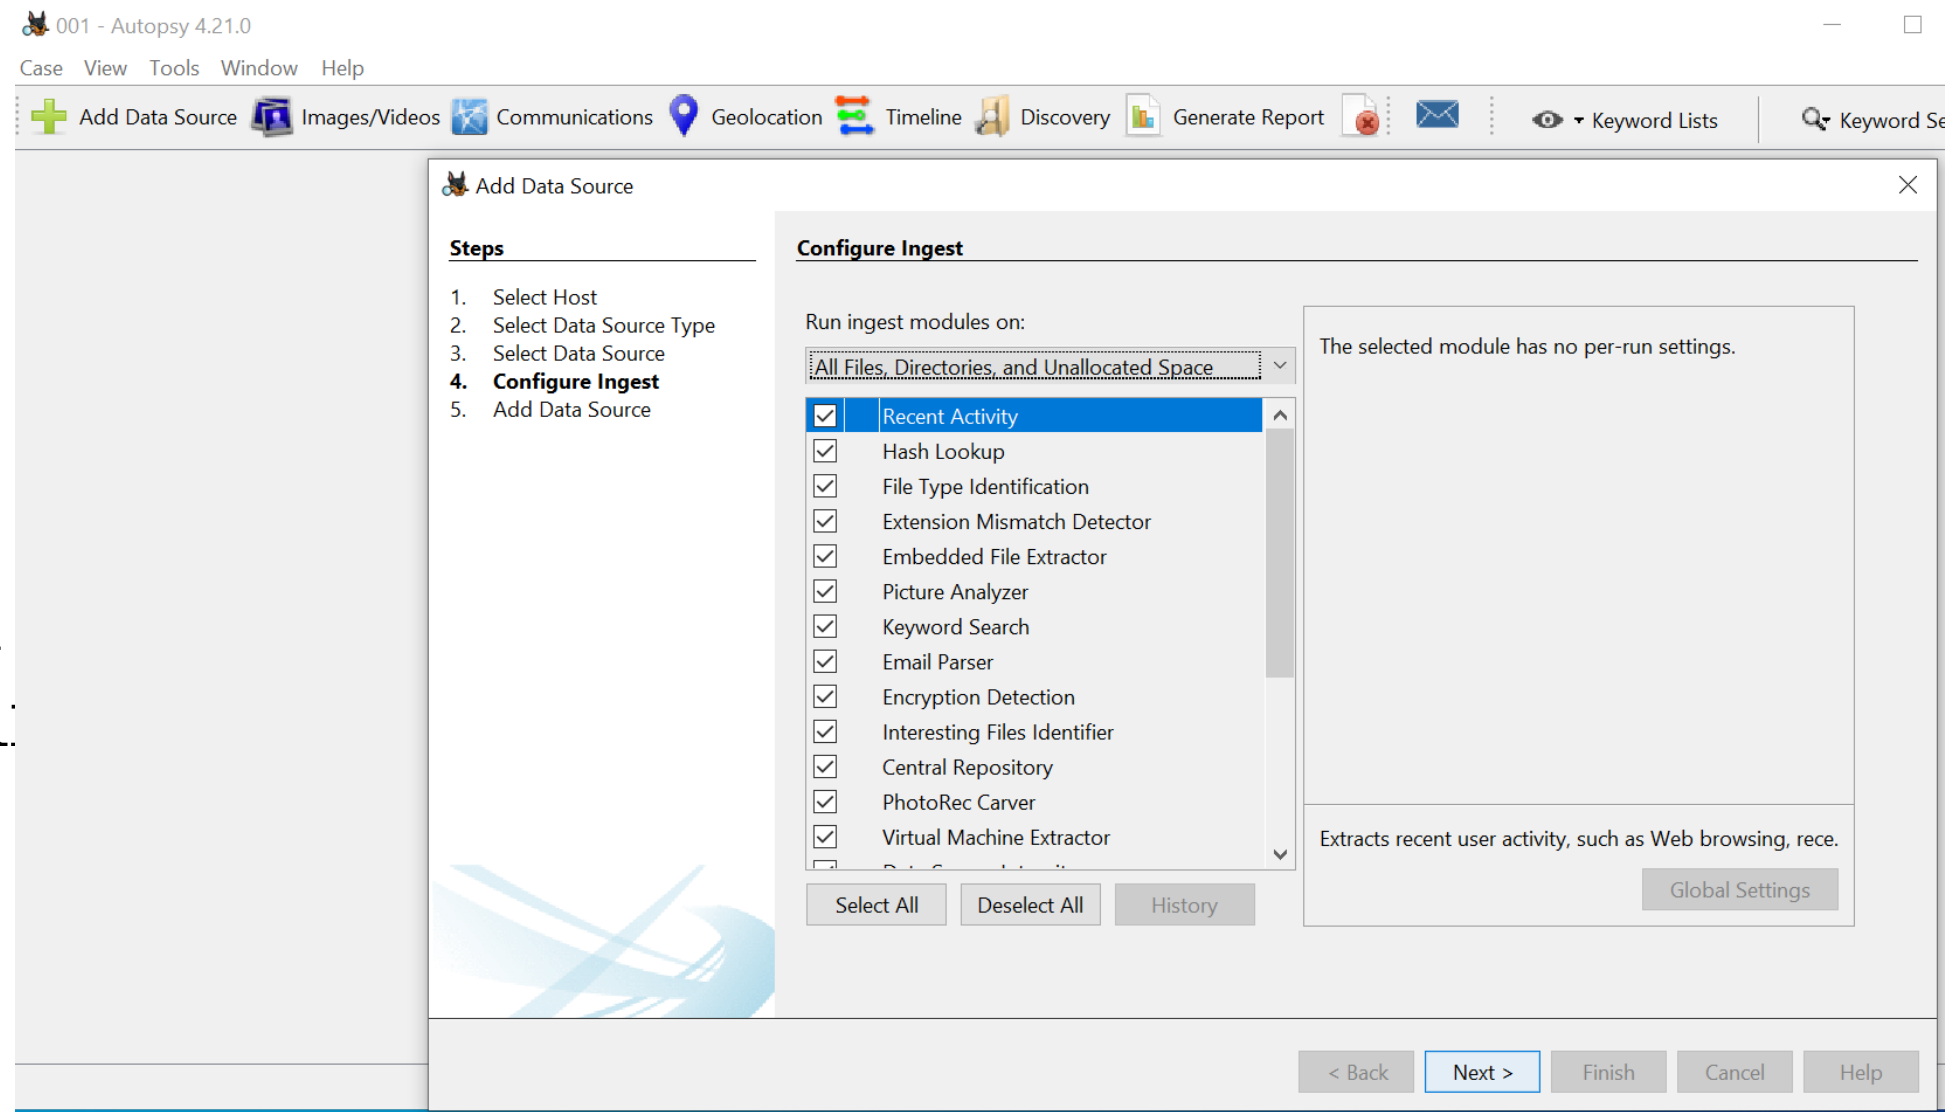 001 - Autopsy 4.21.0
Case View Tools Window Help
Add Data Source Images/Videos Communications Geolocation Timeline Discovery Generate Report Keyword Lists Keyword Se
Add Data Source
Steps
1. Select Host
2. Select Data Source Type
3. Select Data Source
4. Configure Ingest
5. Add Data Source
Configure Ingest
Run ingest modules on:
All Files, Directories, and Unallocated Space
Recent Activity
Hash Lookup
File Type Identification
Extension Mismatch Detector
Embedded File Extractor
Picture Analyzer
Keyword Search
Email Parser
Encryption Detection
Interesting Files Identifier
Central Repository
PhotoRec Carver
Virtual Machine Extractor
Select All Deselect All History
The selected module has no per-run settings.
Extracts recent user activity, such as Web browsing, rece.
Global Settings
< Back Next > Finish Cancel Help